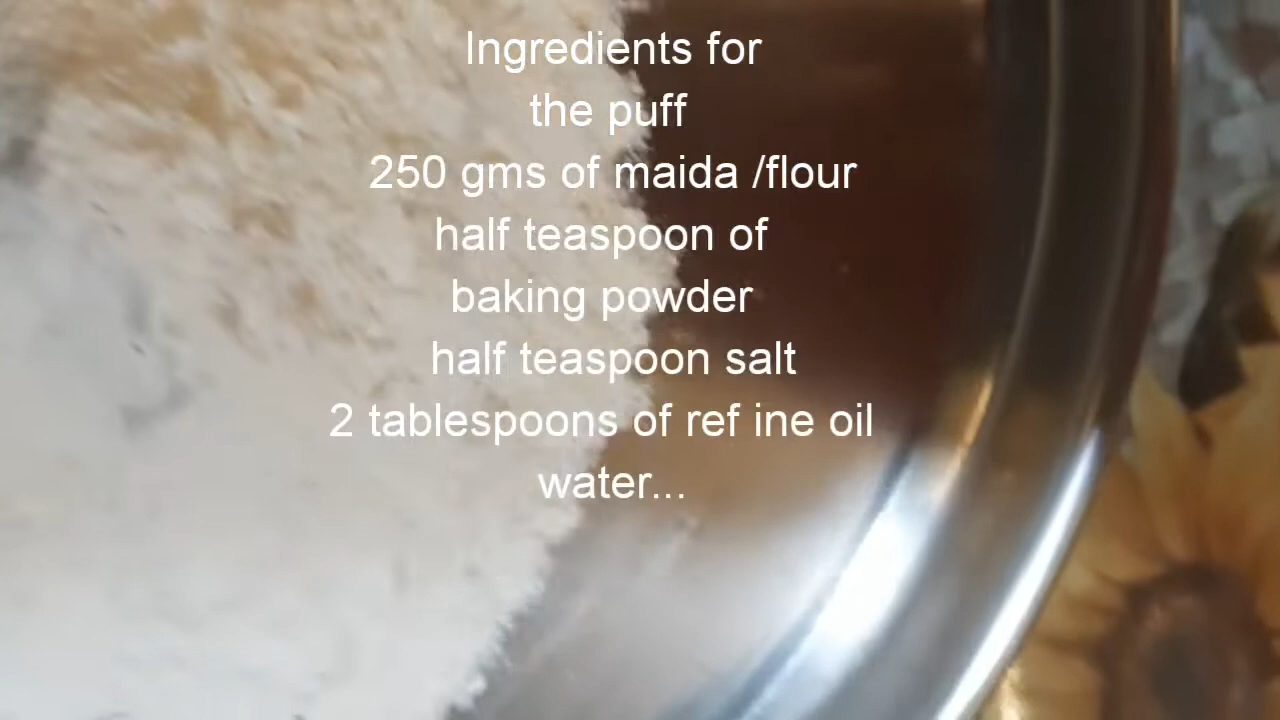 Ingredients for
the puff
250 gms of maida /flour
half teaspoon of
baking powder
half teaspoon salt
2 tablespoons of ref ine oil
water...